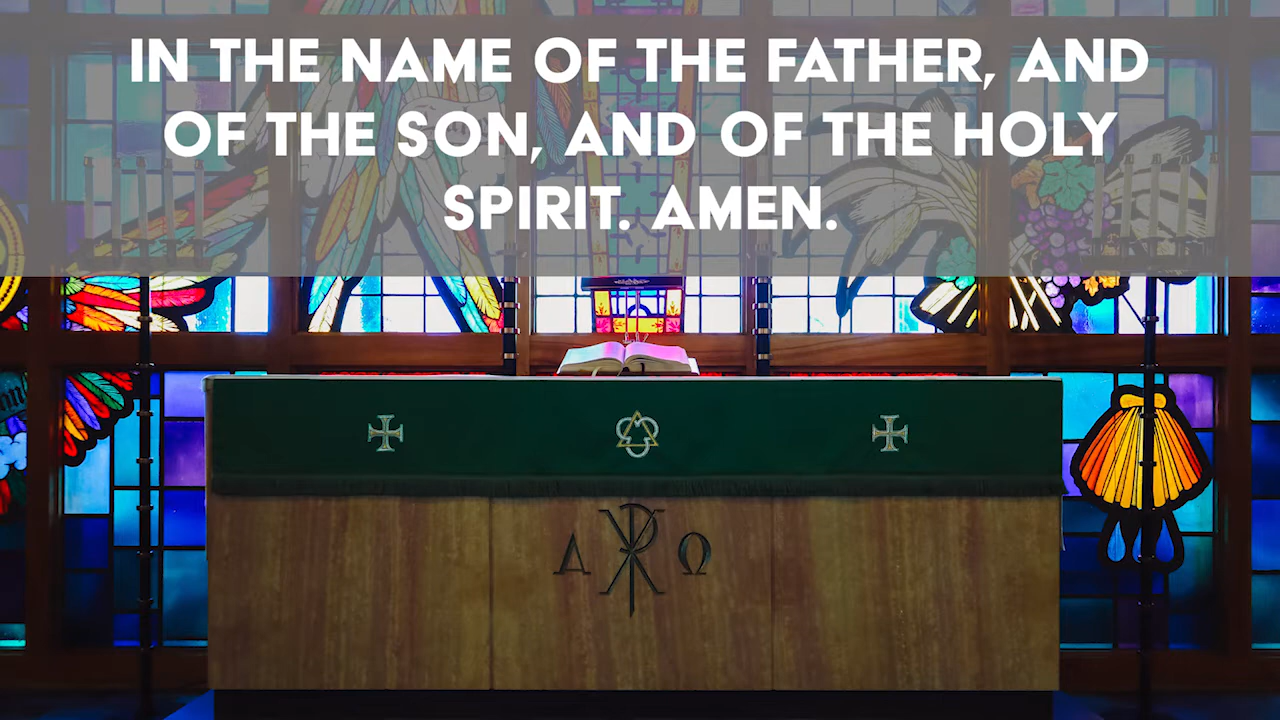 IN THE NAME OF THE FATHER, AND
OF THE SON, AND OF THE HOLY
SPIRIT. AMEN.
Α ☧ Ω